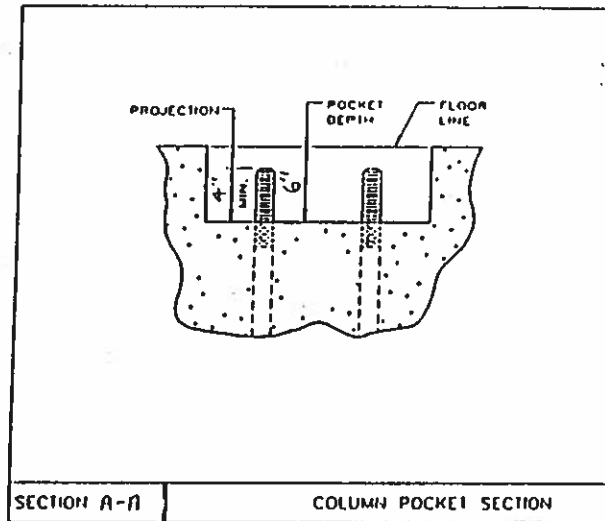 PROJECTION
POCKET
DEPTH
FLOOR
LINE
4"
MIN.
6"
SECTION A-A
COLUMN POCKET SECTION